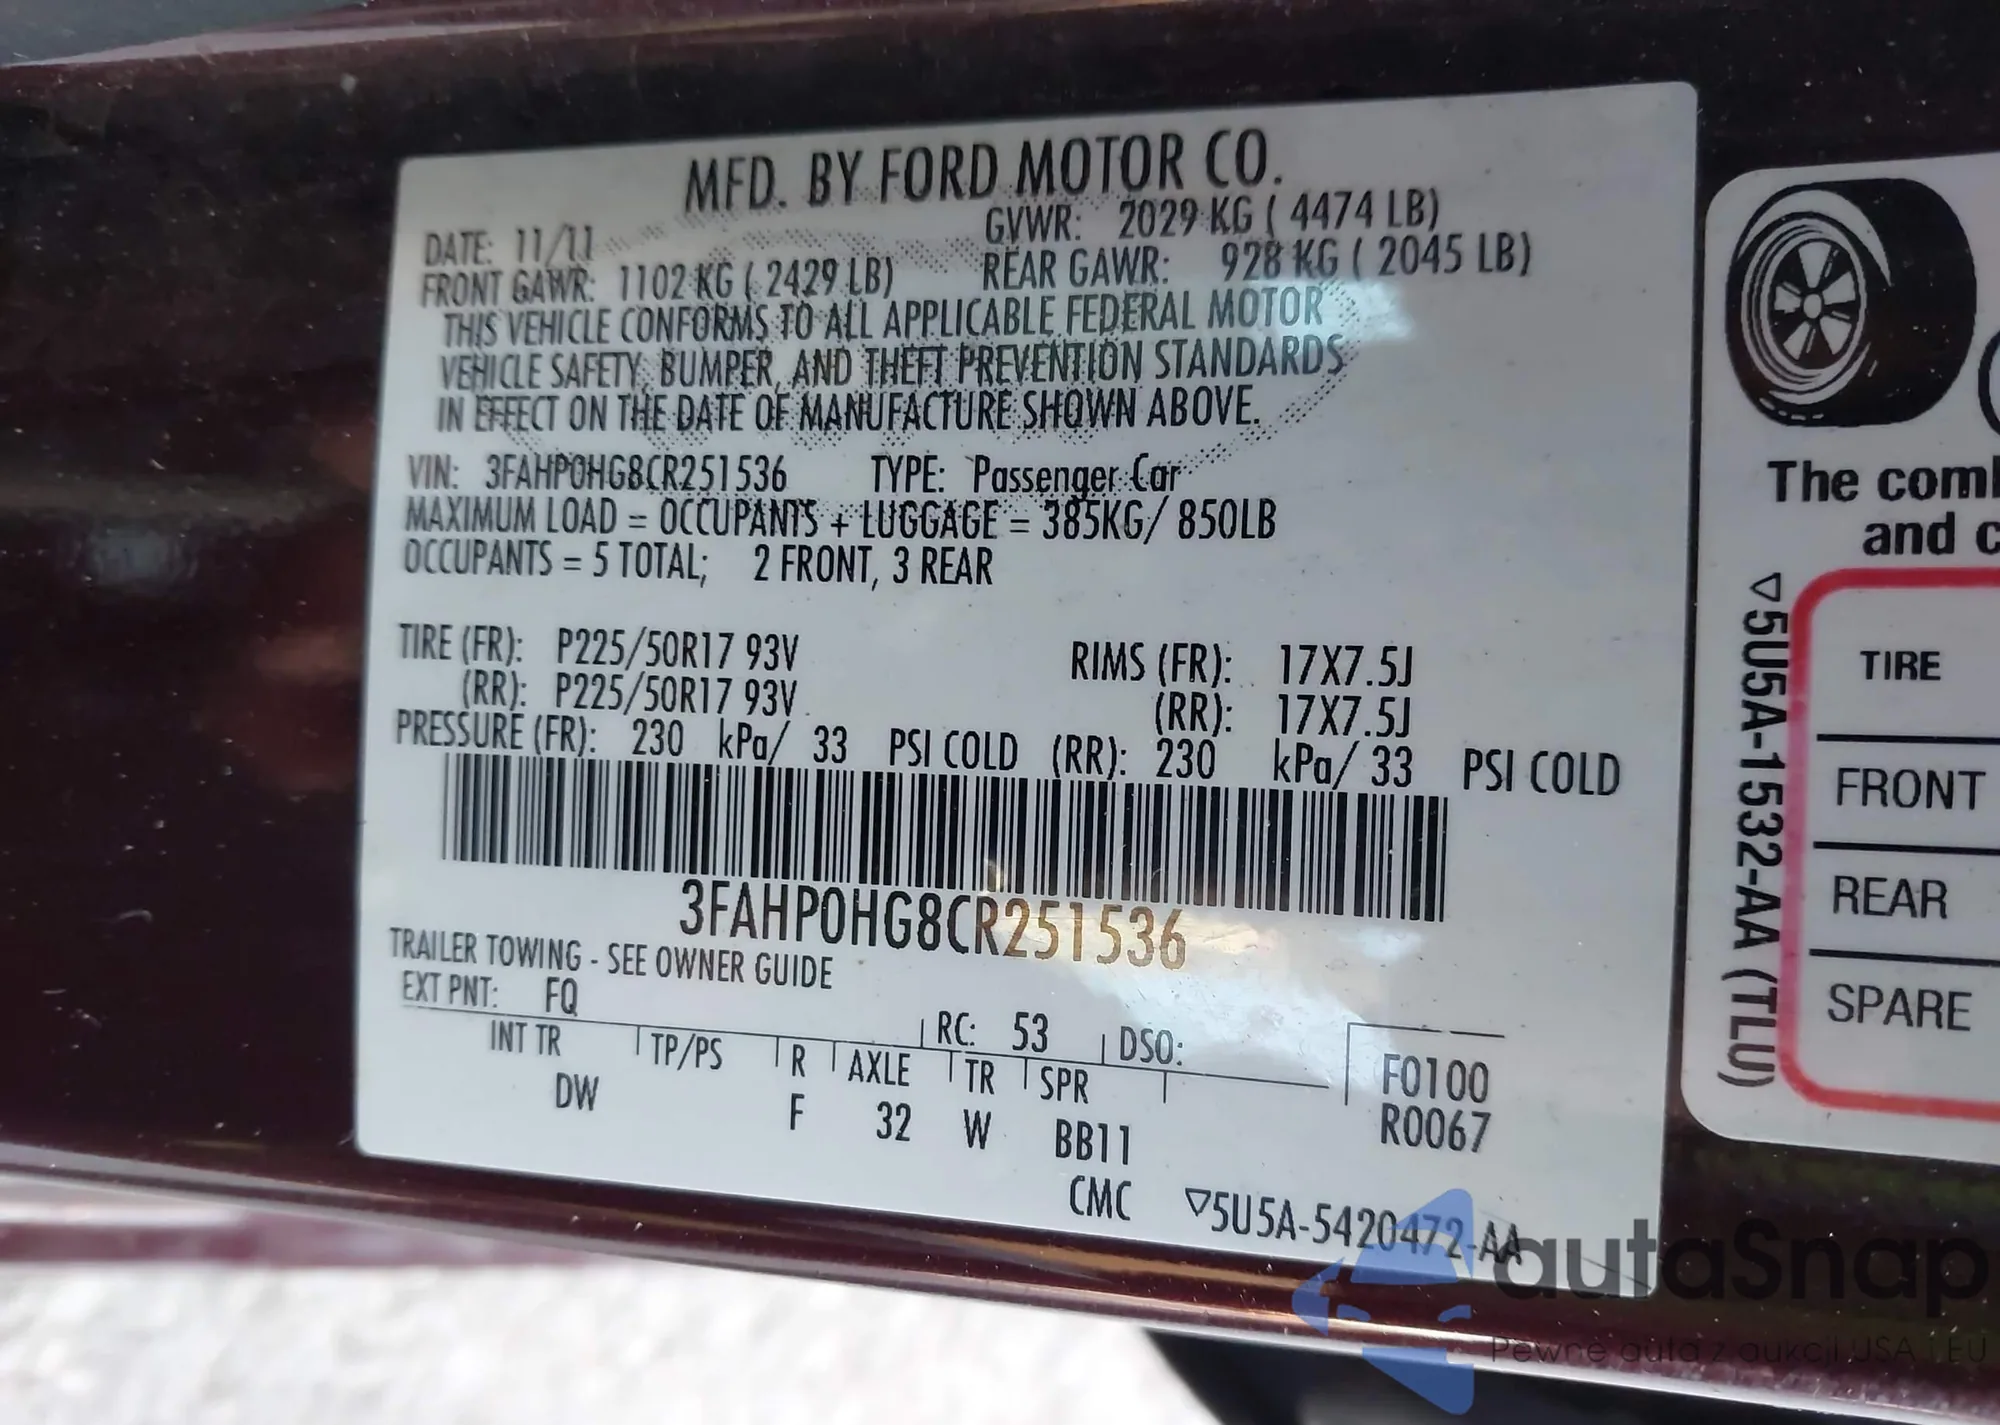 MFD. BY FORD MOTOR CO.
DATE: 11/11 GVWR: 2029 KG ( 4474 LB)
FRONT GAWR: 1102 KG ( 2429 LB) REAR GAWR: 928 KG ( 2045 LB)
THIS VEHICLE CONFORMS TO ALL APPLICABLE FEDERAL MOTOR
VEHICLE SAFETY, BUMPER, AND THEFT PREVENTION STANDARDS
IN EFFECT ON THE DATE OF MANUFACTURE SHOWN ABOVE.
VIN: 3FAHP0HG8CR251536 TYPE: Passenger Car
MAXIMUM LOAD = OCCUPANTS + LUGGAGE = 385KG/ 850LB
OCCUPANTS = 5 TOTAL; 2 FRONT, 3 REAR
TIRE (FR): P225/50R17 93V RIMS (FR): 17X7.5J
(RR): P225/50R17 93V (RR): 17X7.5J
PRESSURE (FR): 230 kPa/ 33 PSI COLD (RR): 230 kPa/ 33 PSI COLD
3FAHP0HG8CR251536
TRAILER TOWING - SEE OWNER GUIDE
EXT PNT: FQ RC: 53 DSO:
INT TR TP/PS R AXLE TR SPR F0100
DW F 32 W BB11 R0067
CMC ▽5U5A-5420472-AA
The com
and c
▽5U5A-1532-AA (TLU)
TIRE
FRONT
REAR
SPARE
autaSnap
Pewne auta z aukcji USA i EU